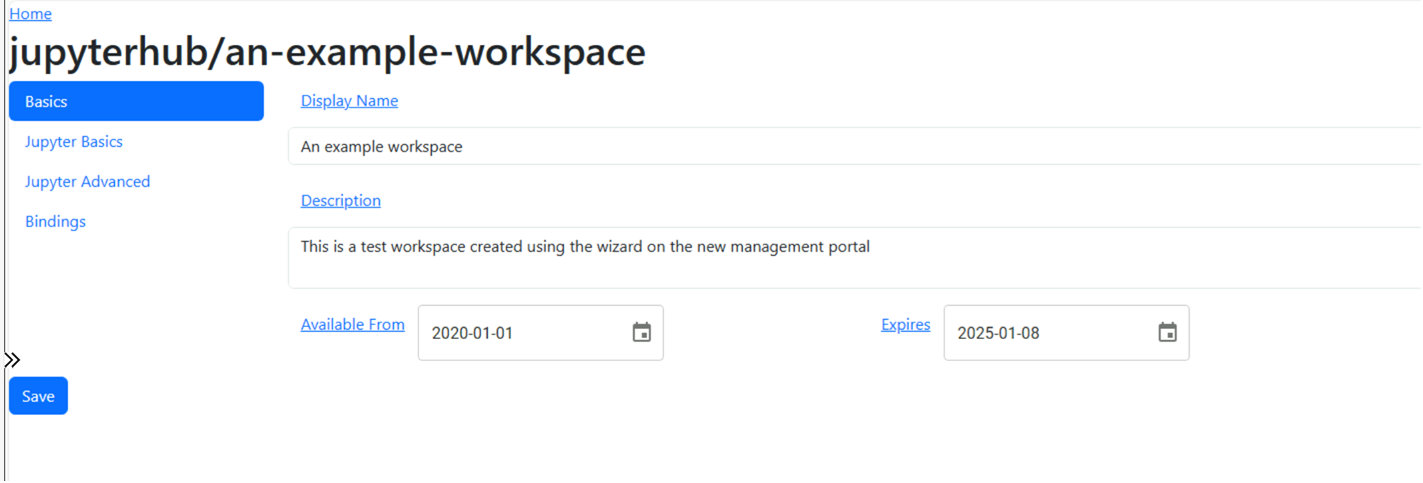 Home
jupyterhub/an-example-workspace
Basics
Jupyter Basics
Jupyter Advanced
Bindings
Display Name
An example workspace
Description
This is a test workspace created using the wizard on the new management portal
Available From 2020-01-01 Expires 2025-01-08
Save